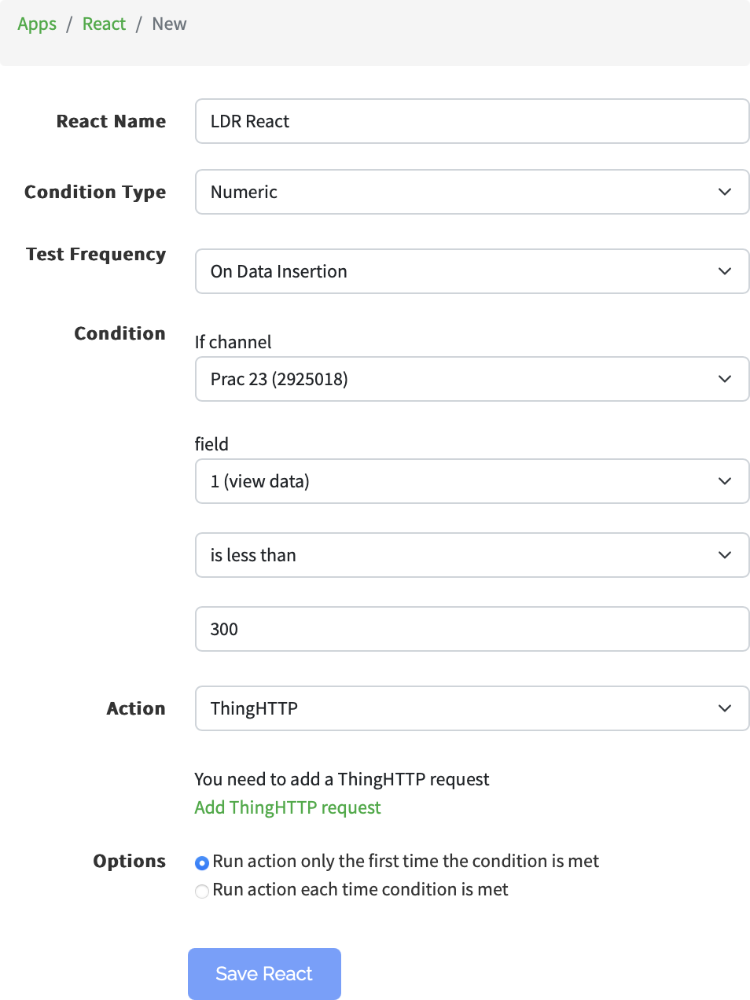 Apps / React / New
React Name
LDR React
Condition Type
Numeric
Test Frequency
On Data Insertion
Condition
If channel
Prac 23 (2925018)
field
1 (view data)
is less than
300
Action
ThingHTTP
You need to add a ThingHTTP request
Add ThingHTTP request
Options
Run action only the first time the condition is met
Run action each time condition is met
Save React